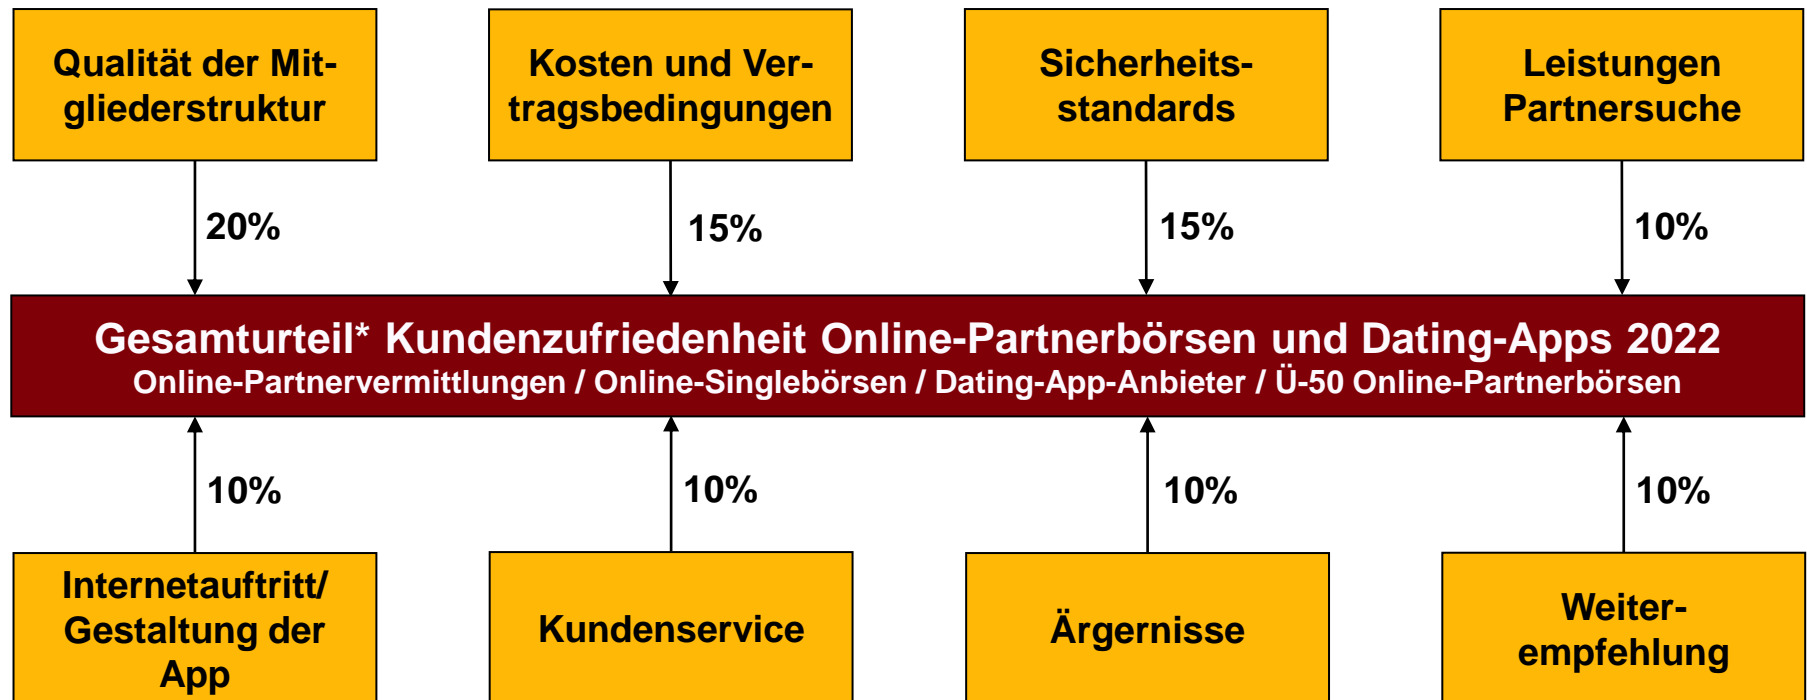 Qualität der Mit-
gliederstruktur
Kosten und Ver-
tragsbedingungen
Sicherheits-
standards
Leistungen
Partnersuche
20%
15%
15%
10%
Gesamturteil* Kundenzufriedenheit Online-Partnerbörsen und Dating-Apps 2022
Online-Partnervermittlungen / Online-Singlebörsen / Dating-App-Anbieter / Ü-50 Online-Partnerbörsen
10%
10%
10%
10%
Internetauftritt/
Gestaltung der
App
Kundenservice
Ärgernisse
Weiter-
empfehlung